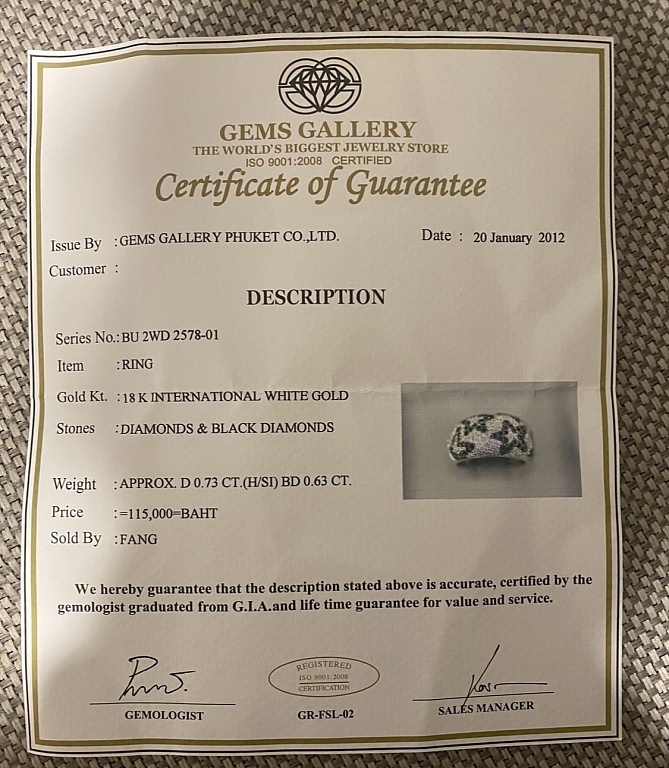 GEMS GALLERY
THE WORLD'S BIGGEST JEWELRY STORE
ISO 9001:2008 CERTIFIED
Certificate of Guarantee
Issue By :GEMS GALLERY PHUKET CO.,LTD. Date : 20 January 2012
Customer :
DESCRIPTION
Series No.:BU 2WD 2578-01
Item :RING
Gold Kt. :18 K INTERNATIONAL WHITE GOLD
Stones :DIAMONDS & BLACK DIAMONDS
Weight :APPROX. D 0.73 CT.(H/SI) BD 0.63 CT.
Price :=115,000=BAHT
Sold By :FANG
We hereby guarantee that the description stated above is accurate, certified by the
gemologist graduated from G.I.A.and life time guarantee for value and service.
REGISTERED
ISO 9001:2008
CERTIFICATION
GEMOLOGIST GR-FSL-02 SALES MANAGER